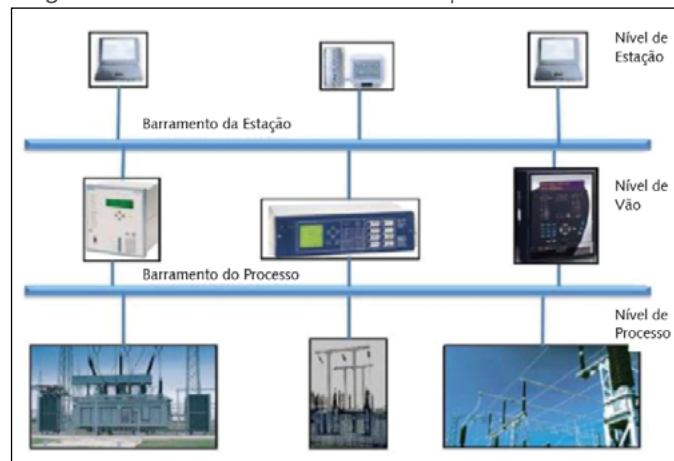 Nível de
Estação
Barramento da Estação
Nível de
Vão
Barramento do Processo
Nível de
Processo